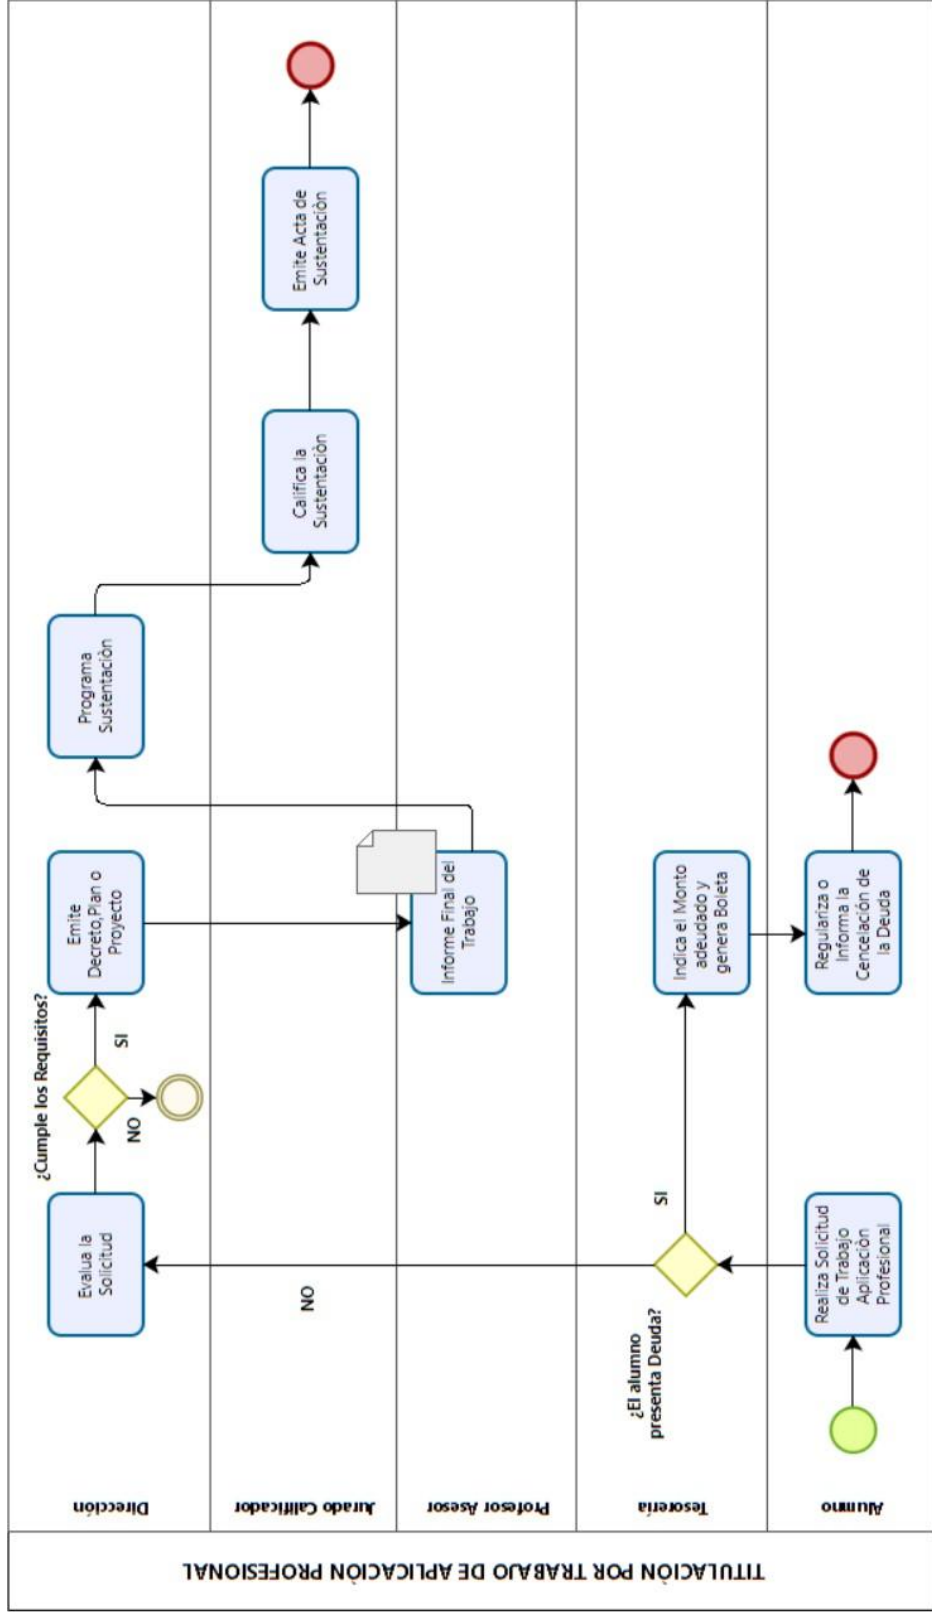 TITULACIÒN POR TRABAJO DE APLICACIÒN PROFESIONAL
Dirección
Evalua la
Solicitud
¿Cumple los Requisitos?
NO
SI
Emite
Decreto,Plan o
Proyecto
Programa
Sustentaciòn
Jurado Calificador
NO
Califica la
Sustentaciòn
Emite Acta de
Sustentaciòn
Profesor Asesor
Informe Final del
Trabajo
Tesorería
¿El alumno
presenta Deuda?
SI
Indica el Monto
adeudado y
genera Boleta
Alumno
Realiza Solicitud
de Trabajo
Aplicaciòn
Profesional
Regulariza o
Informa la
Cencelación de
la Deuda